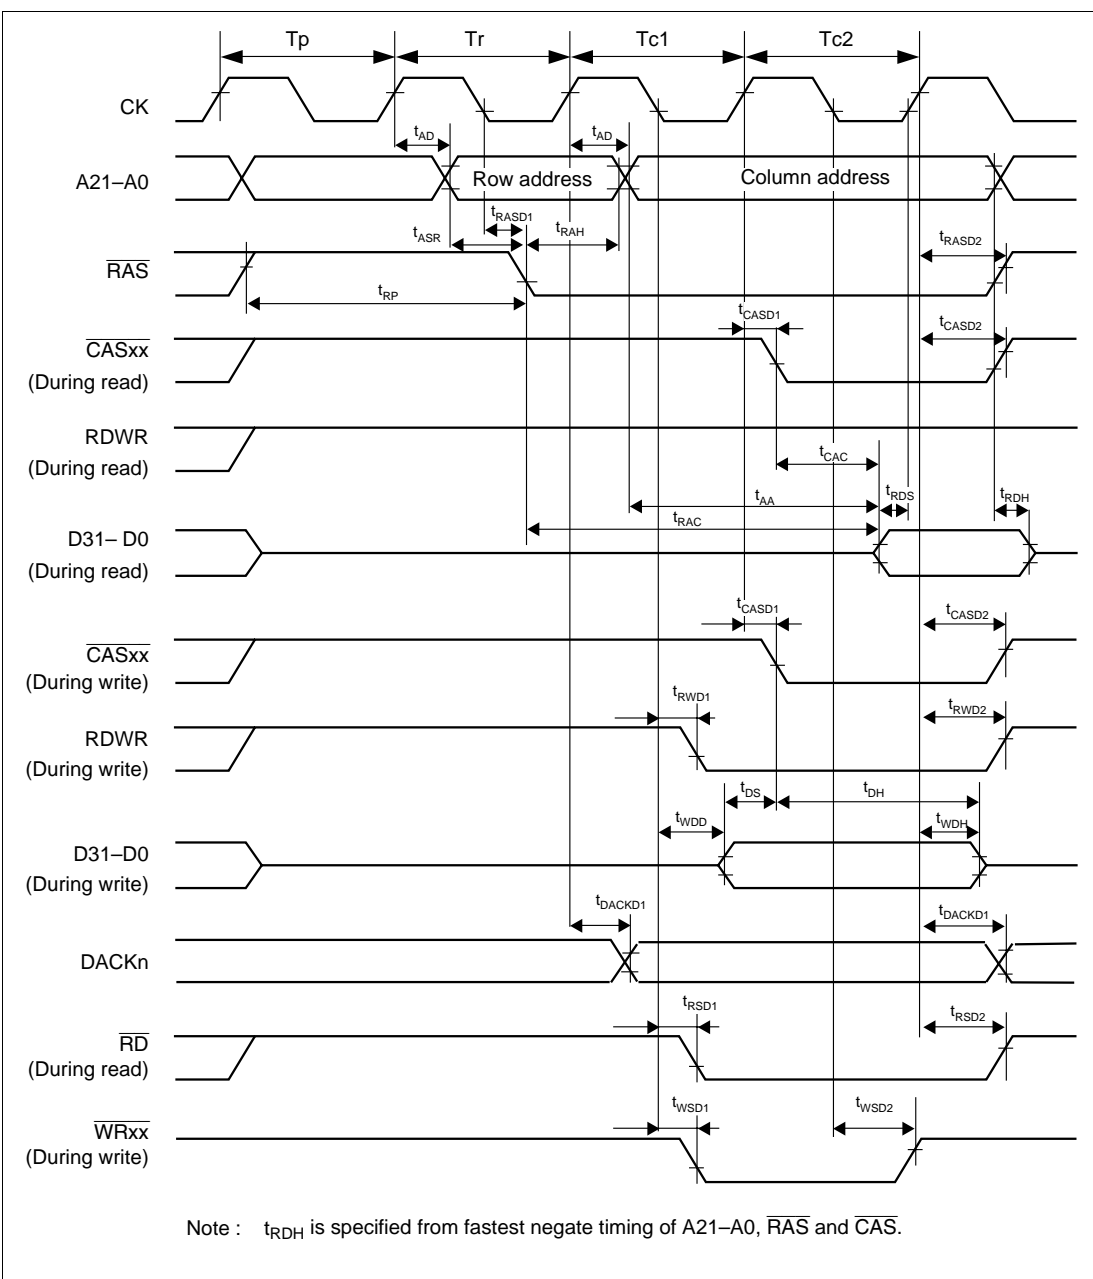 Tp Tr Tc1 Tc2
CK
tAD tAD
A21–A0 Row address Column address
tRASD1
tASR tRAH tRASD2
RAS
tRP
tCASD1 tCASD2
CASxx
(During read)
RDWR
(During read)
tCAC
tRDS tRDH
tAA
tRAC
D31– D0
(During read)
tCASD1 tCASD2
CASxx
(During write)
tRWD1 tRWD2
RDWR
(During write)
tDS tDH
tWDD tWDH
D31–D0
(During write)
tDACKD1 tDACKD1
DACKn
tRSD1 tRSD2
RD
(During read)
tWSD1 tWSD2
WRxx
(During write)
Note : tRDH is specified from fastest negate timing of A21–A0, RAS and CAS.